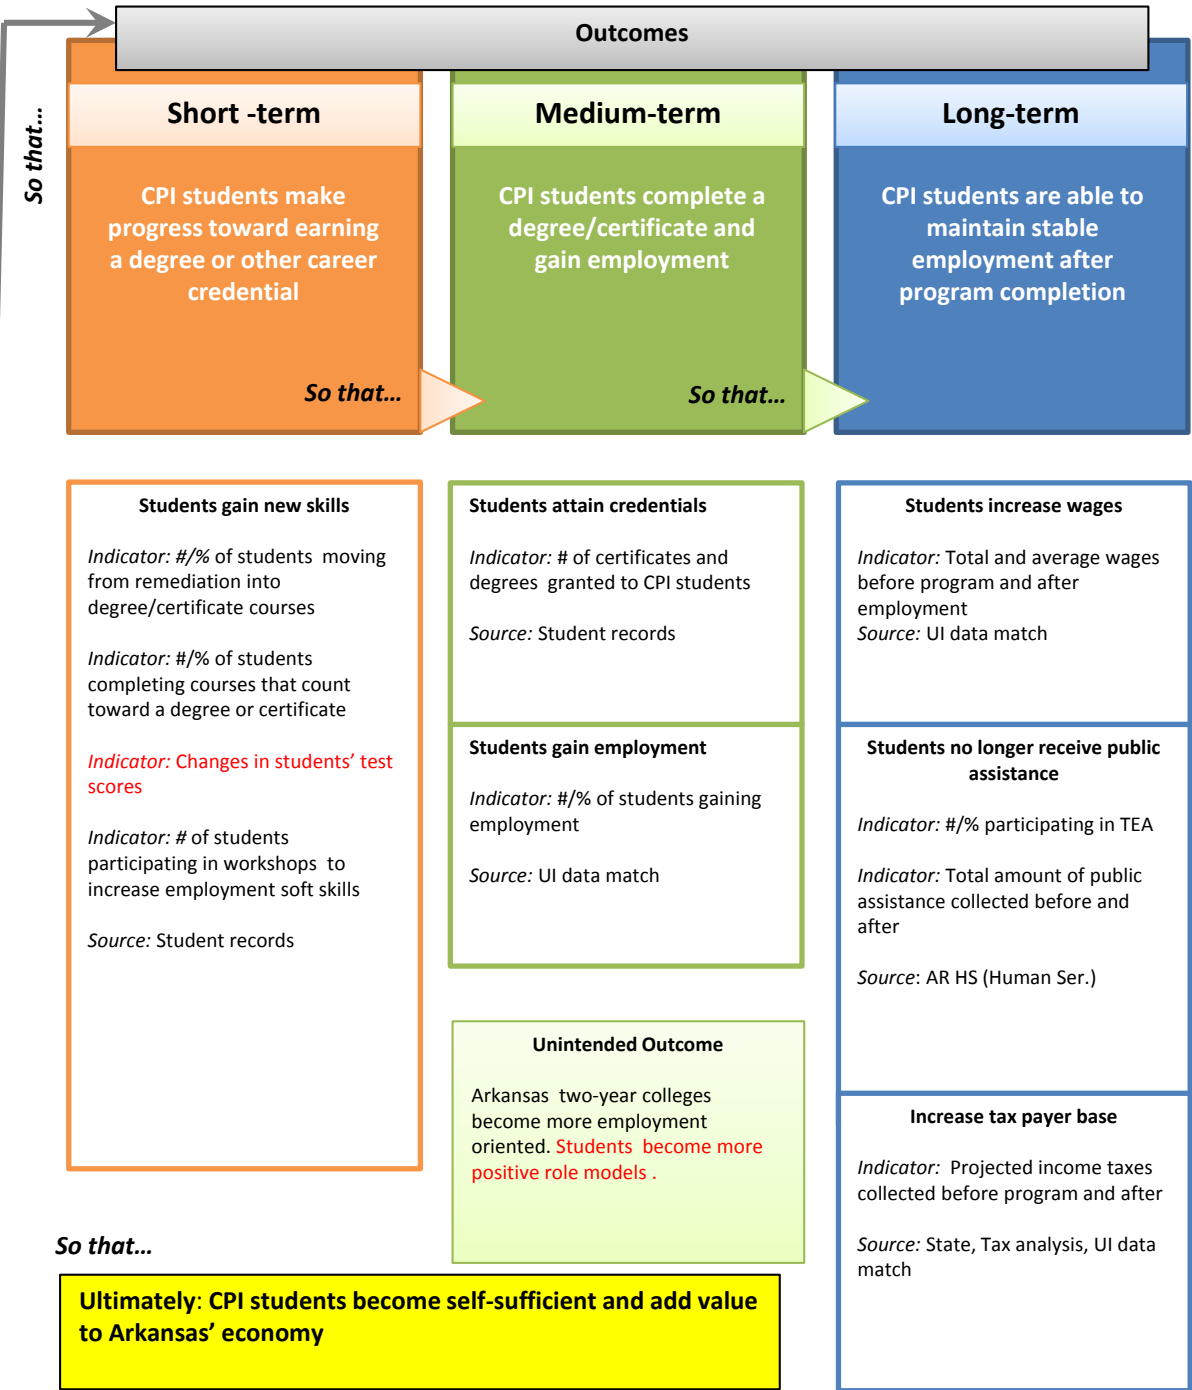 Outcomes
So that...
Short -term
CPI students make
progress toward earning
a degree or other career
credential
So that...
Medium-term
CPI students complete a
degree/certificate and
gain employment
So that...
Long-term
CPI students are able to
maintain stable
employment after
program completion
Students gain new skills
Indicator: #/% of students moving
from remediation into
degree/certificate courses
Indicator: #/% of students
completing courses that count
toward a degree or certificate
Indicator: Changes in students’ test
scores
Indicator: # of students
participating in workshops to
increase employment soft skills
Source: Student records
Students attain credentials
Indicator: # of certificates and
degrees granted to CPI students
Source: Student records
Students gain employment
Indicator: #/% of students gaining
employment
Source: UI data match
Unintended Outcome
Arkansas two-year colleges
become more employment
oriented. Students become more
positive role models .
Students increase wages
Indicator: Total and average wages
before program and after
employment
Source: UI data match
Students no longer receive public
assistance
Indicator: #/% participating in TEA
Indicator: Total amount of public
assistance collected before and
after
Source: AR HS (Human Ser.)
Increase tax payer base
Indicator: Projected income taxes
collected before program and after
Source: State, Tax analysis, UI data
match
So that...
Ultimately: CPI students become self-sufficient and add value
to Arkansas’ economy